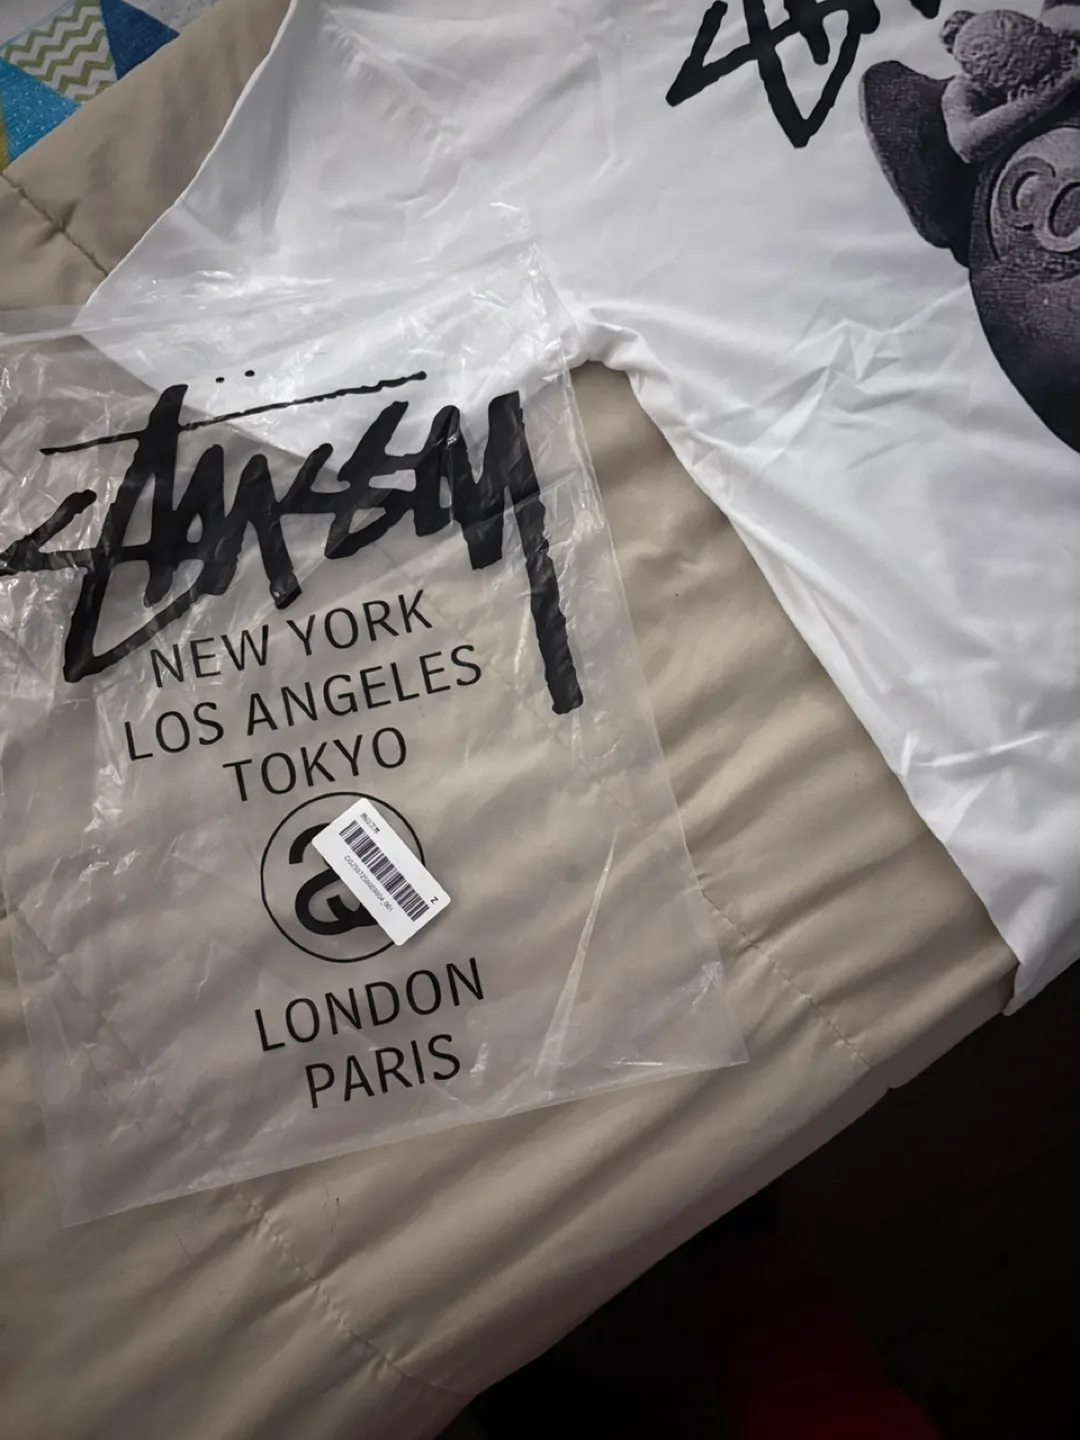 Stüssy
NEW YORK
LOS ANGELES
TOKYO
LONDON
PARIS